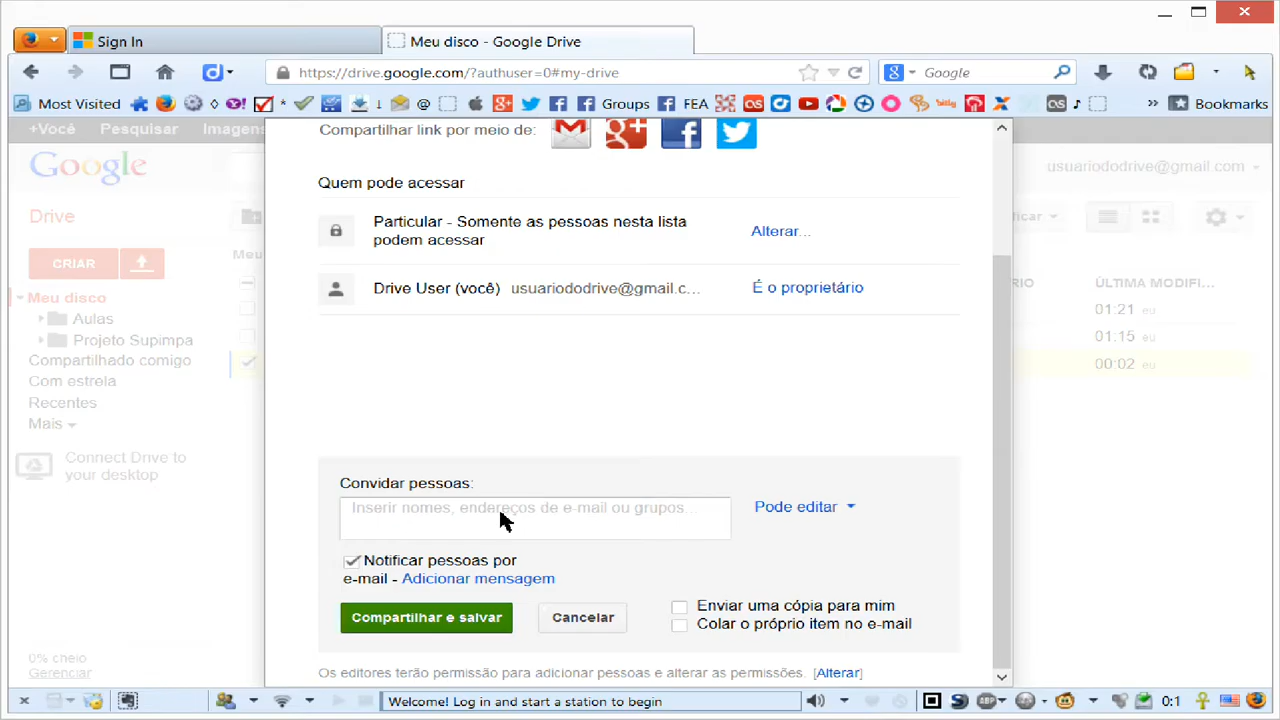 Sign In
Meu disco - Google Drive
https://drive.google.com/?authuser=0#my-drive
Google
Most Visited
Groups
FEA
Bookmarks
+Você Pesquisar Imagens
Google
usuariododrive@gmail.com
Drive
CRIAR
Meu disco
Aulas
Projeto Supimpa
Compartilhado comigo
Com estrela
Recentes
Mais
Connect Drive to
your desktop
0% cheio
Gerenciar
Meu
Compartilhar link por meio de:
Quem pode acessar
Particular - Somente as pessoas nesta lista
podem acessar
Alterar...
Drive User (você) usuariododrive@gmail.c... É o proprietário
Convidar pessoas:
Inserir nomes, endereços de e-mail ou grupos...
Pode editar
Notificar pessoas por
e-mail - Adicionar mensagem
Compartilhar e salvar
Cancelar
Enviar uma cópia para mim
Colar o próprio item no e-mail
Os editores terão permissão para adicionar pessoas e alterar as permissões. [Alterar]
ÚLTIMA MODIFI...
01:21 eu
01:15 eu
00:02 eu
Welcome! Log in and start a station to begin
0:1